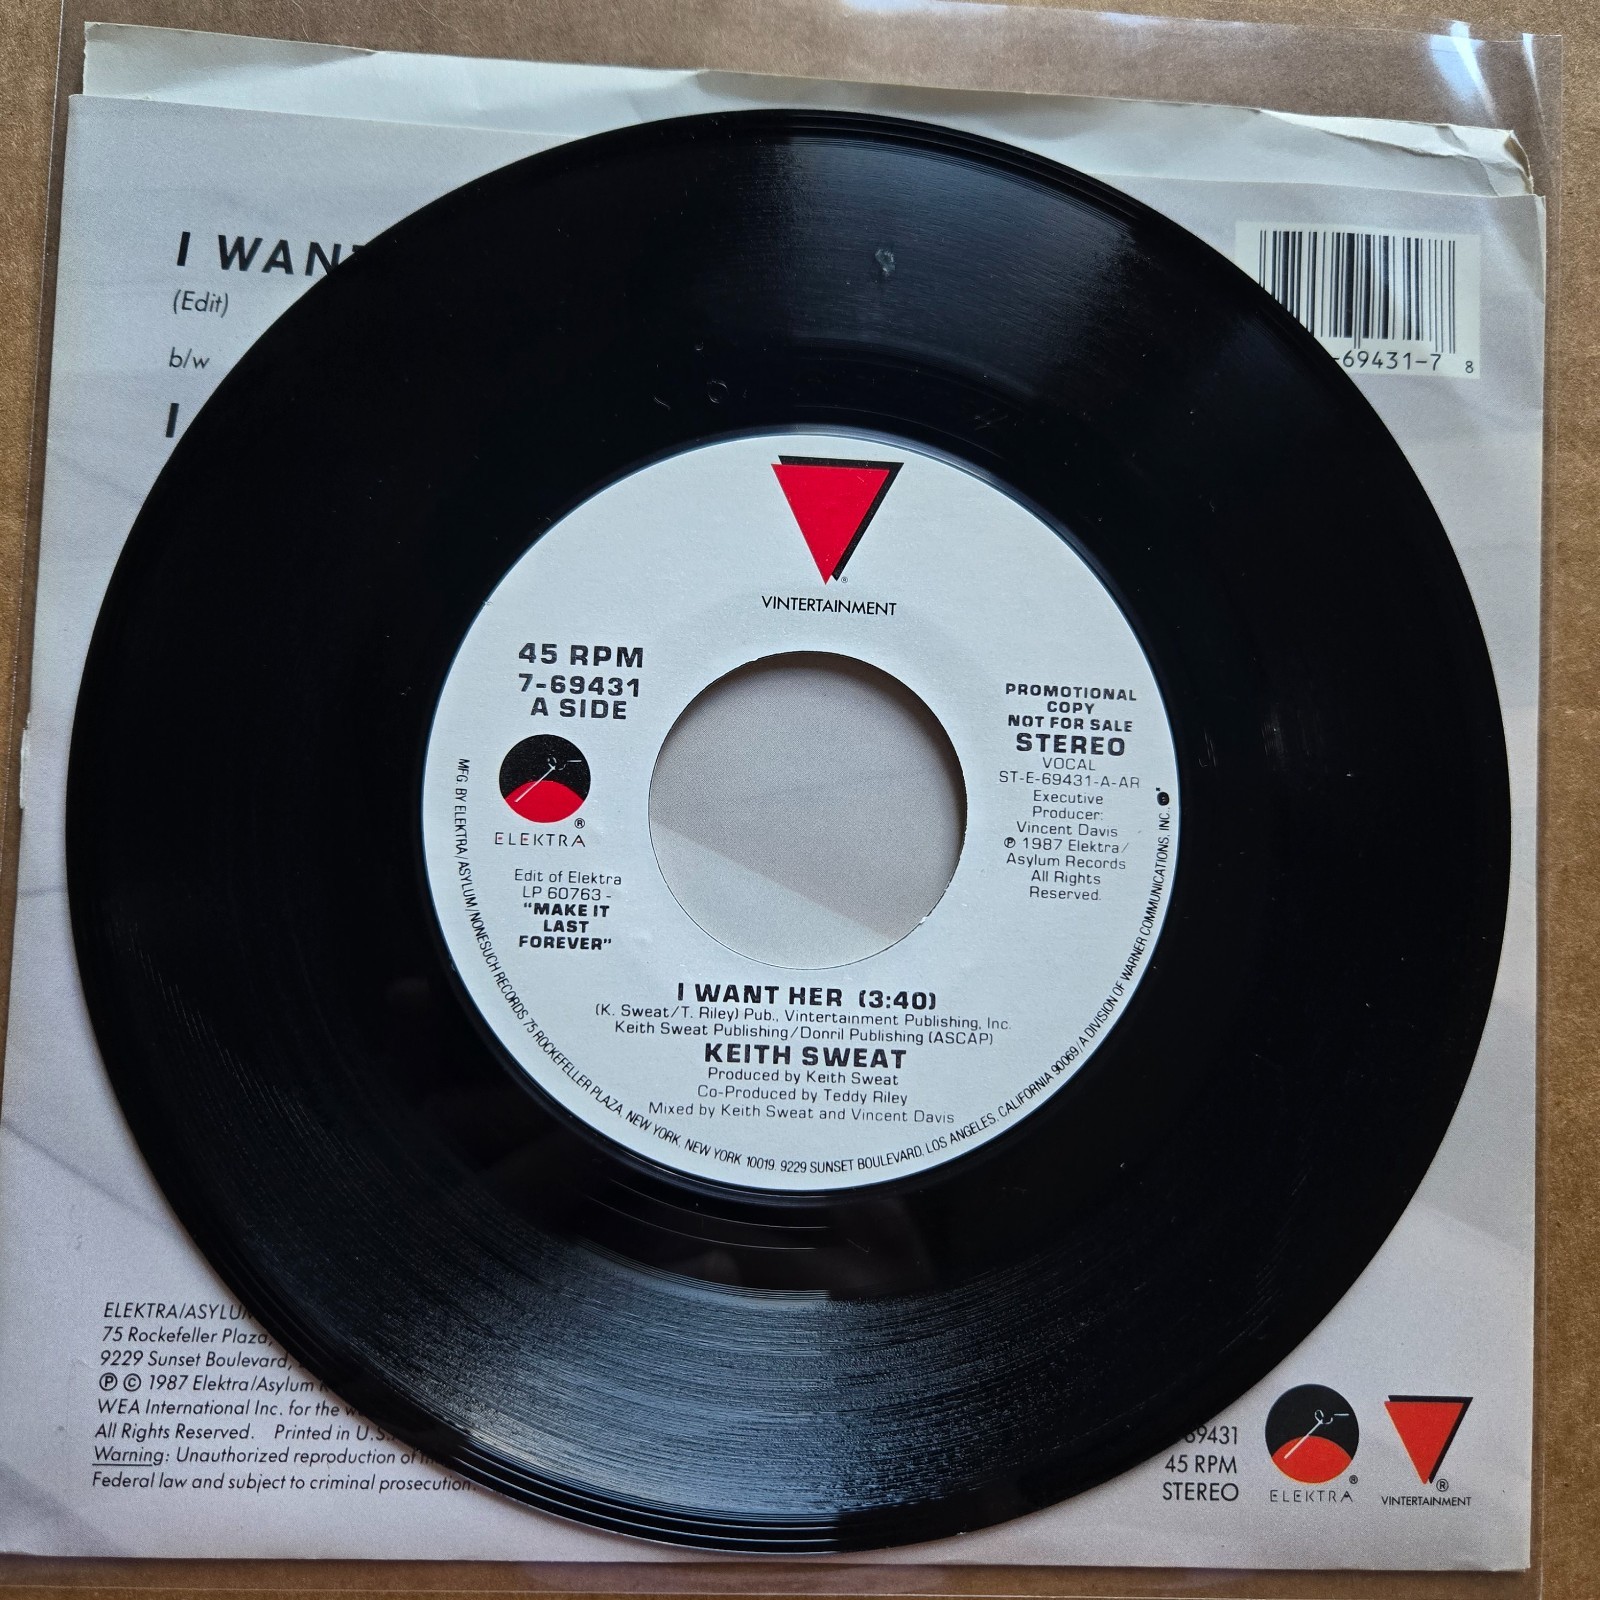 I WANT
(Edit)
b/w
I
-69431-7 8
VINTERTAINMENT
45 RPM
7-69431
A SIDE
ELEKTRA
Edit of Elektra
LP 60763 -
"MAKE IT
LAST
FOREVER"
PROMOTIONAL
COPY
NOT FOR SALE
STEREO
VOCAL
ST-E-69431-A-AR
Executive
Producer:
Vincent Davis
℗ 1987 Elektra/
Asylum Records
All Rights
Reserved.
I WANT HER (3:40)
(K. Sweat/T. Riley) Pub., Vintertainment Publishing, Inc.
Keith Sweat Publishing/Donril Publishing (ASCAP)
KEITH SWEAT
Produced by Keith Sweat
Co-Produced by Teddy Riley
Mixed by Keith Sweat and Vincent Davis
MFG. BY ELEKTRA/ASYLUM/NONESUCH RECORDS 75 ROCKEFELLER PLAZA, NEW YORK, NEW YORK 10019. 9229 SUNSET BOULEVARD, LOS ANGELES, CALIFORNIA 90069/A DIVISION OF WARNER COMMUNICATIONS, INC.
ELEKTRA/ASYLUM
75 Rockefeller Plaza,
9229 Sunset Boulevard,
℗ © 1987 Elektra/Asylum
WEA International Inc. for the
All Rights Reserved. Printed in U.S.
Warning: Unauthorized reproduction of
Federal law and subject to criminal prosecution.
69431
45 RPM
STEREO
ELEKTRA
VINTERTAINMENT